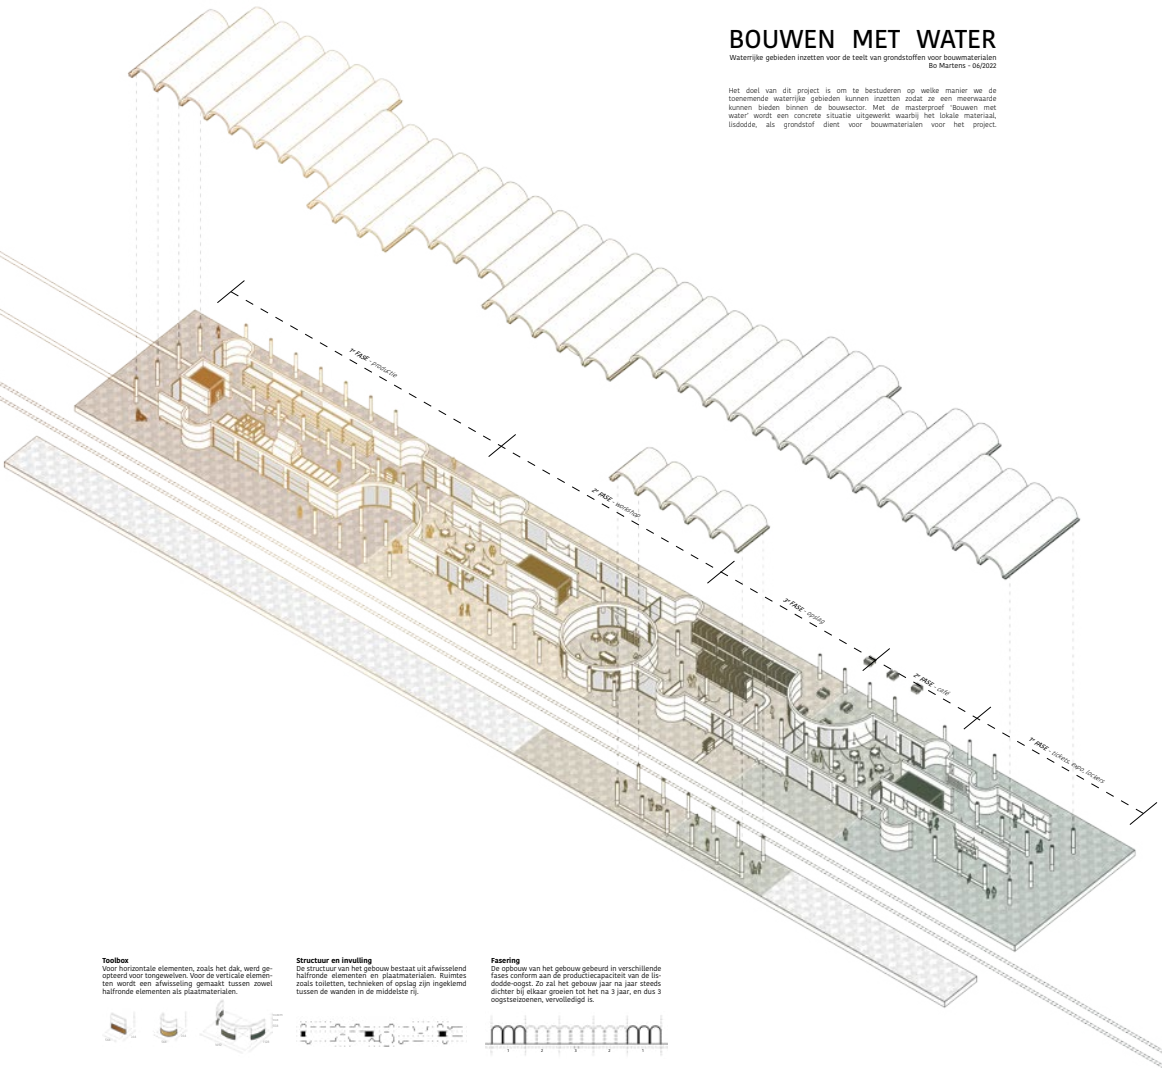 BOUWEN MET WATER
Waterrijke gebieden inzetten voor de teelt van grondstoffen voor bouwmaterialen
Bo Martens - 06/2022
Het doel van dit project is om te bestuderen op welke manier we de
toenemende waterrijke gebieden kunnen inzetten zodat ze een meerwaarde
kunnen bieden binnen de bouwsector. Met de masterproef 'Bouwen met
water' wordt een concrete situatie uitgewerkt waarbij het lokale materiaal,
lisdodde, als grondstof dient voor bouwmaterialen voor het project.
1e FASE - productie
2e FASE - workshop
3e FASE - opslag
2e FASE - café
1e FASE - tickets, expo, lockers
Toolbox
Voor horizontale elementen, zoals het dak, werd ge-
opteerd voor tongewelven. Voor de verticale elemen-
ten wordt een afwisseling gemaakt tussen zowel
halfronde elementen als plaatmaterialen.
Structuur en invulling
De structuur van het gebouw bestaat uit afwisselend
halfronde elementen en plaatmaterialen. Ruimtes
zoals toiletten, technieken of opslag zijn ingeklemd
tussen de wanden in de middelste rij.
Fasering
De opbouw van het gebouw gebeurd in verschillende
fases conform aan de productiecapaciteit van de lis-
dodde-oogst. Zo zal het gebouw jaar na jaar steeds
dichter bij elkaar groeien tot het na 3 jaar, en dus 3
oogstseizoenen, vervolledigd is.
1 2 3 2 1